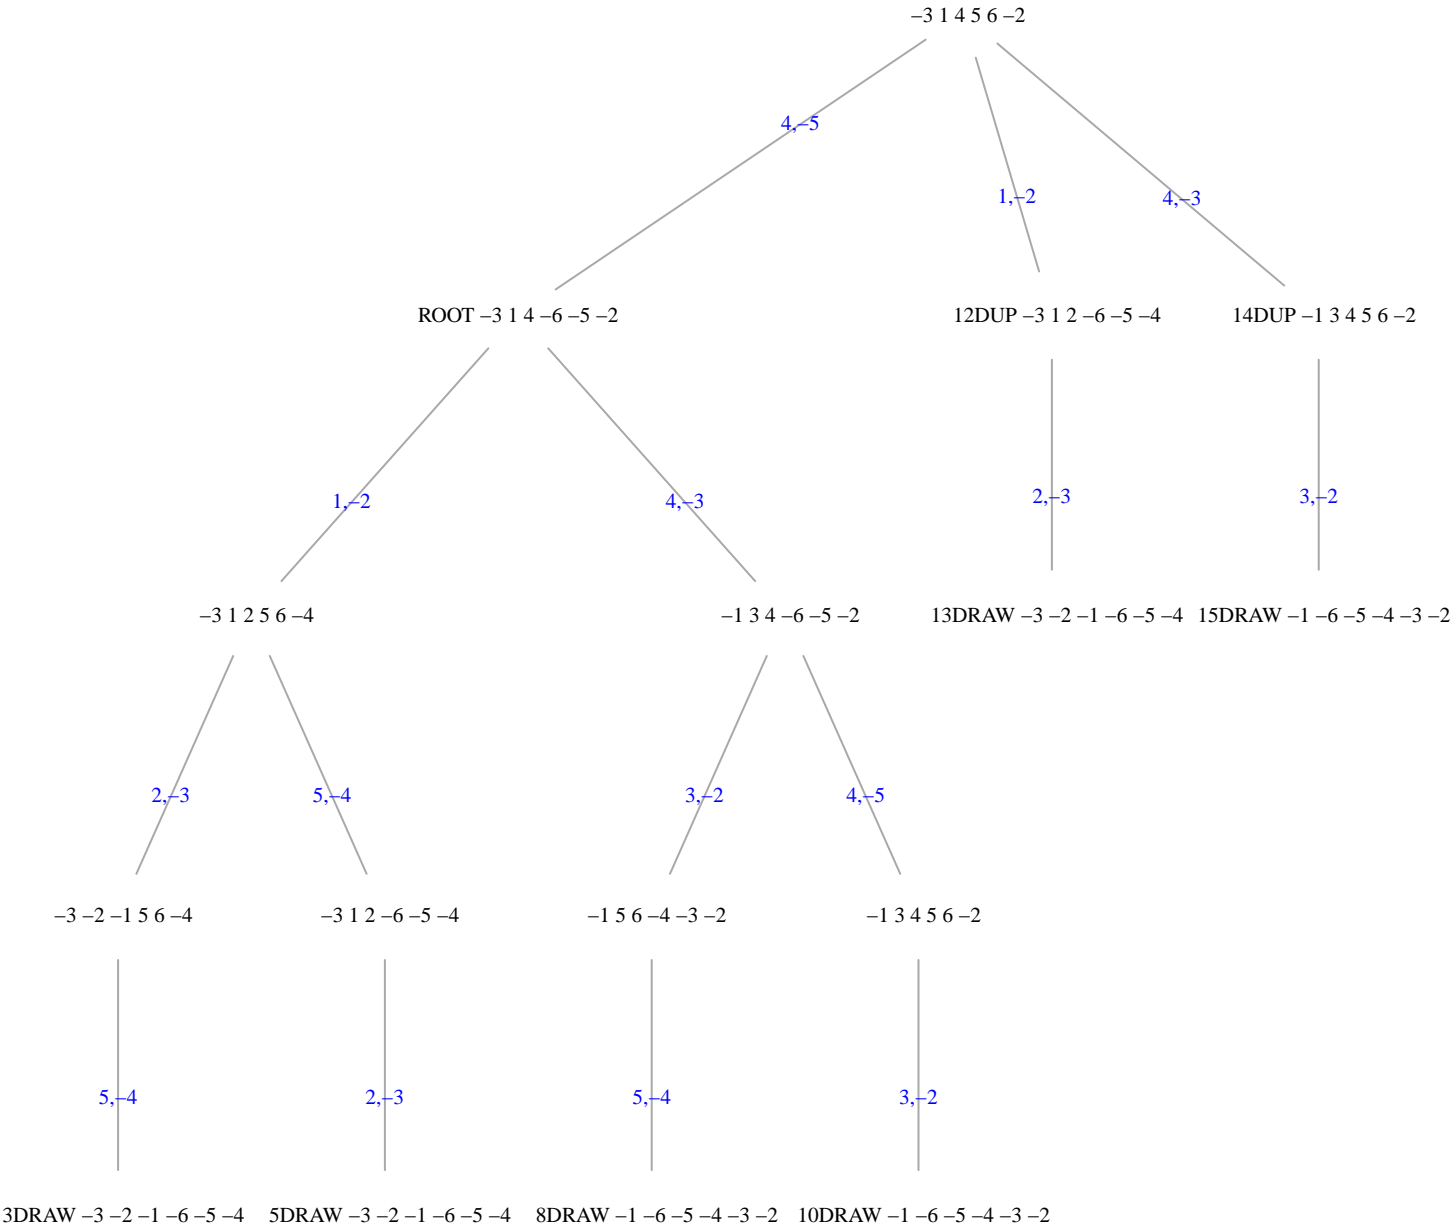 –3 1 4 5 6 –2
4,–5
1,–2
4,–3
ROOT –3 1 4 –6 –5 –2
12DUP –3 1 2 –6 –5 –4
14DUP –1 3 4 5 6 –2
1,–2
4,–3
2,–3
3,–2
–3 1 2 5 6 –4
–1 3 4 –6 –5 –2
13DRAW –3 –2 –1 –6 –5 –4
15DRAW –1 –6 –5 –4 –3 –2
2,–3
5,–4
3,–2
4,–5
–3 –2 –1 5 6 –4
–3 1 2 –6 –5 –4
–1 5 6 –4 –3 –2
–1 3 4 5 6 –2
5,–4
2,–3
5,–4
3,–2
3DRAW –3 –2 –1 –6 –5 –4
5DRAW –3 –2 –1 –6 –5 –4
8DRAW –1 –6 –5 –4 –3 –2
10DRAW –1 –6 –5 –4 –3 –2